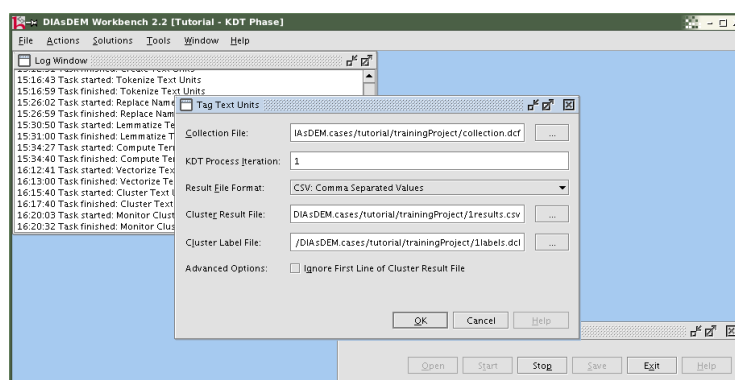 DIAsDEM Workbench 2.2 [Tutorial - KDT Phase]
File Actions Solutions Tools Window Help
Log Window
15:16:43 Task started: Tokenize Text Units
15:16:59 Task finished: Tokenize Text Units
15:26:02 Task started: Replace Name
15:26:59 Task finished: Replace Nam
15:30:50 Task started: Lemmatize Te
15:31:00 Task finished: Lemmatize T
15:34:27 Task started: Compute Terr
15:34:40 Task finished: Compute Te
16:12:41 Task started: Vectorize Tex
16:13:00 Task finished: Vectorize Te
16:15:40 Task started: Cluster Text U
16:17:40 Task finished: Cluster Text
16:20:03 Task started: Monitor Clust
16:20:32 Task finished: Monitor Clus
Tag Text Units
Collection File: IAsDEM.cases/tutorial/trainingProject/collection.dcf ...
KDT Process Iteration: 1
Result File Format: CSV: Comma Separated Values
Cluster Result File: DIAsDEM.cases/tutorial/trainingProject/1results.csv ...
Cluster Label File: /DIAsDEM.cases/tutorial/trainingProject/1labels.dcl ...
Advanced Options: Ignore First Line of Cluster Result File
OK Cancel Help
Open Start Stop Save Exit Help